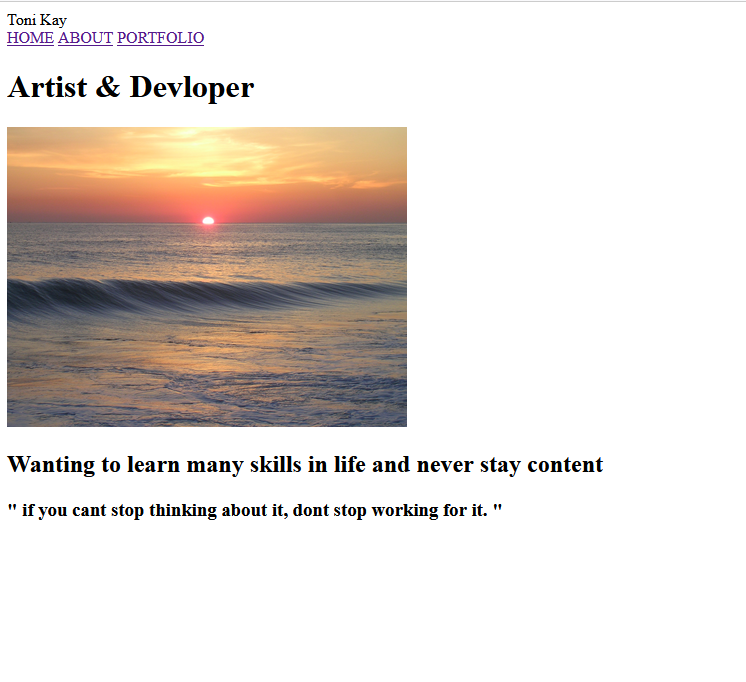 Toni Kay
HOME ABOUT PORTFOLIO
Artist & Devloper
Wanting to learn many skills in life and never stay content
" if you cant stop thinking about it, dont stop working for it. "